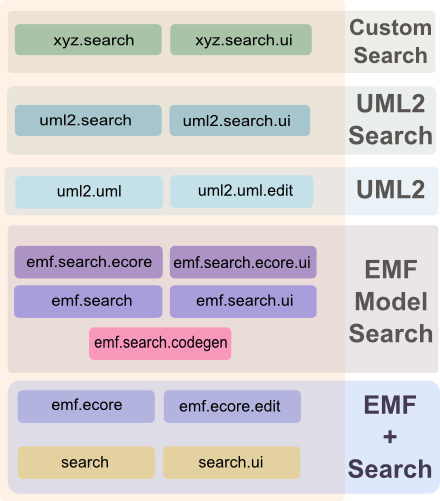 xyz.search xyz.search.ui Custom
Search
uml2.search uml2.search.ui UML2
Search
uml2.uml uml2.uml.edit UML2
emf.search.ecore emf.search.ecore.ui EMF
emf.search emf.search.ui Model
emf.search.codegen Search
emf.ecore emf.ecore.edit EMF
+
search search.ui Search